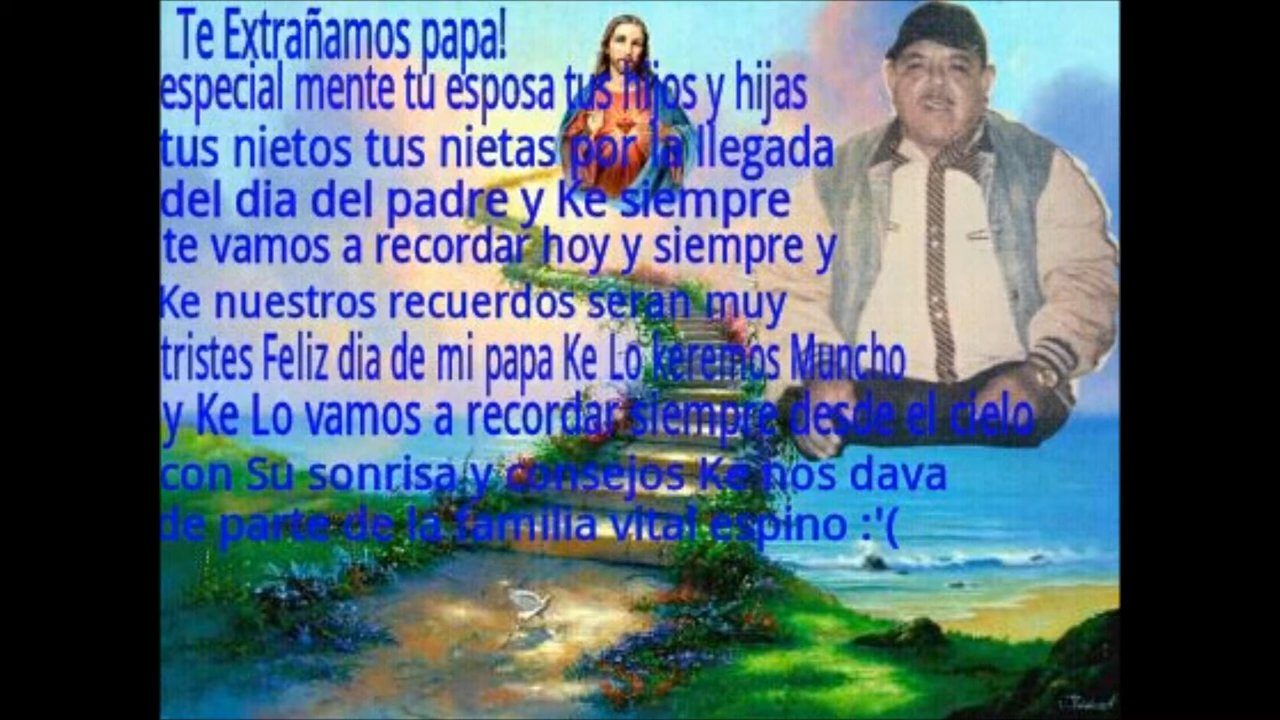 Te Extrañamos papa!
especial mente tu esposa tus hijos y hijas
tus nietos tus nietas por la llegada
del dia del padre y Ke siempre
te vamos a recordar hoy y siempre y
Ke nuestros recuerdos seran muy
tristes Feliz dia de mi papa Ke Lo keremos Muncho
y Ke Lo vamos a recordar siempre desde el cielo
con Su sonrisa y consejos Ke nos dava
de parte de la familia vital espino :'(